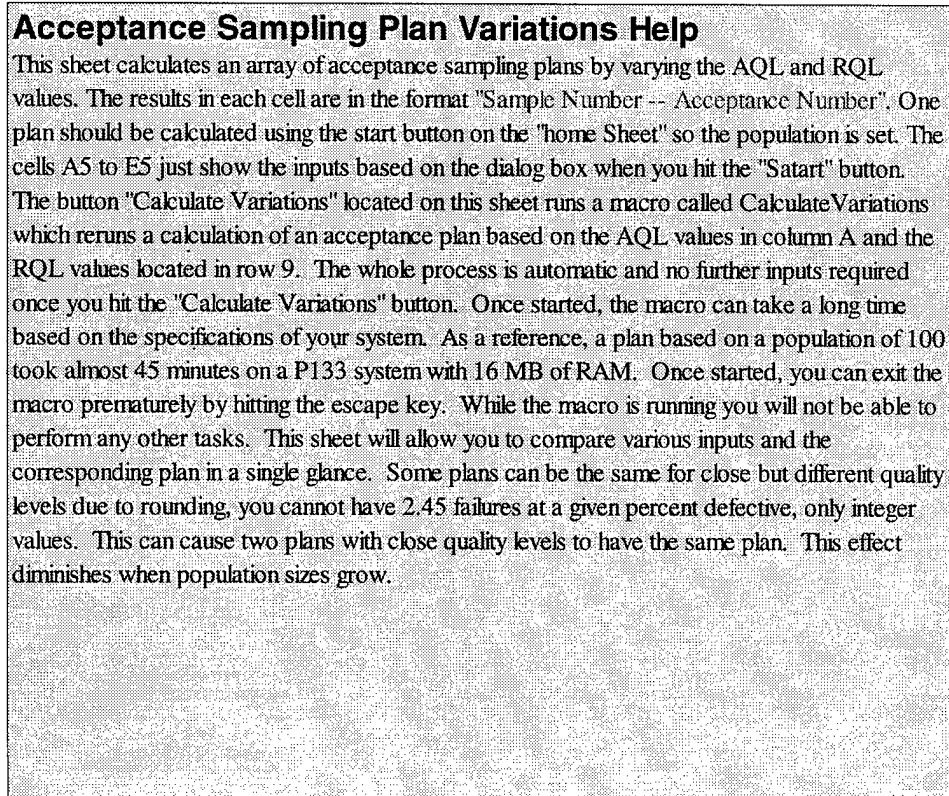 Acceptance Sampling Plan Variations Help
This sheet calculates an array of acceptance sampling plans by varying the AQL and RQL
values. The results in each cell are in the format "Sample Number -- Acceptance Number". One
plan should be calculated using the start button on the "home Sheet" so the population is set. The
cells A5 to E5 just show the inputs based on the dialog box when you hit the "Satart" button.
The button "Calculate Variations" located on this sheet runs a macro called CalculateVariations
which reruns a calculation of an acceptance plan based on the AQL values in column A and the
RQL values located in row 9. The whole process is automatic and no further inputs required
once you hit the "Calculate Variations" button. Once started, the macro can take a long time
based on the specifications of your system. As a reference, a plan based on a population of 100
took almost 45 minutes on a P133 system with 16 MB of RAM. Once started, you can exit the
macro prematurely by hitting the escape key. While the macro is running you will not be able to
perform any other tasks. This sheet will allow you to compare various inputs and the
corresponding plan in a single glance. Some plans can be the same for close but different quality
levels due to rounding, you cannot have 2.45 failures at a given percent defective, only integer
values. This can cause two plans with close quality levels to have the same plan. This effect
diminishes when population sizes grow.